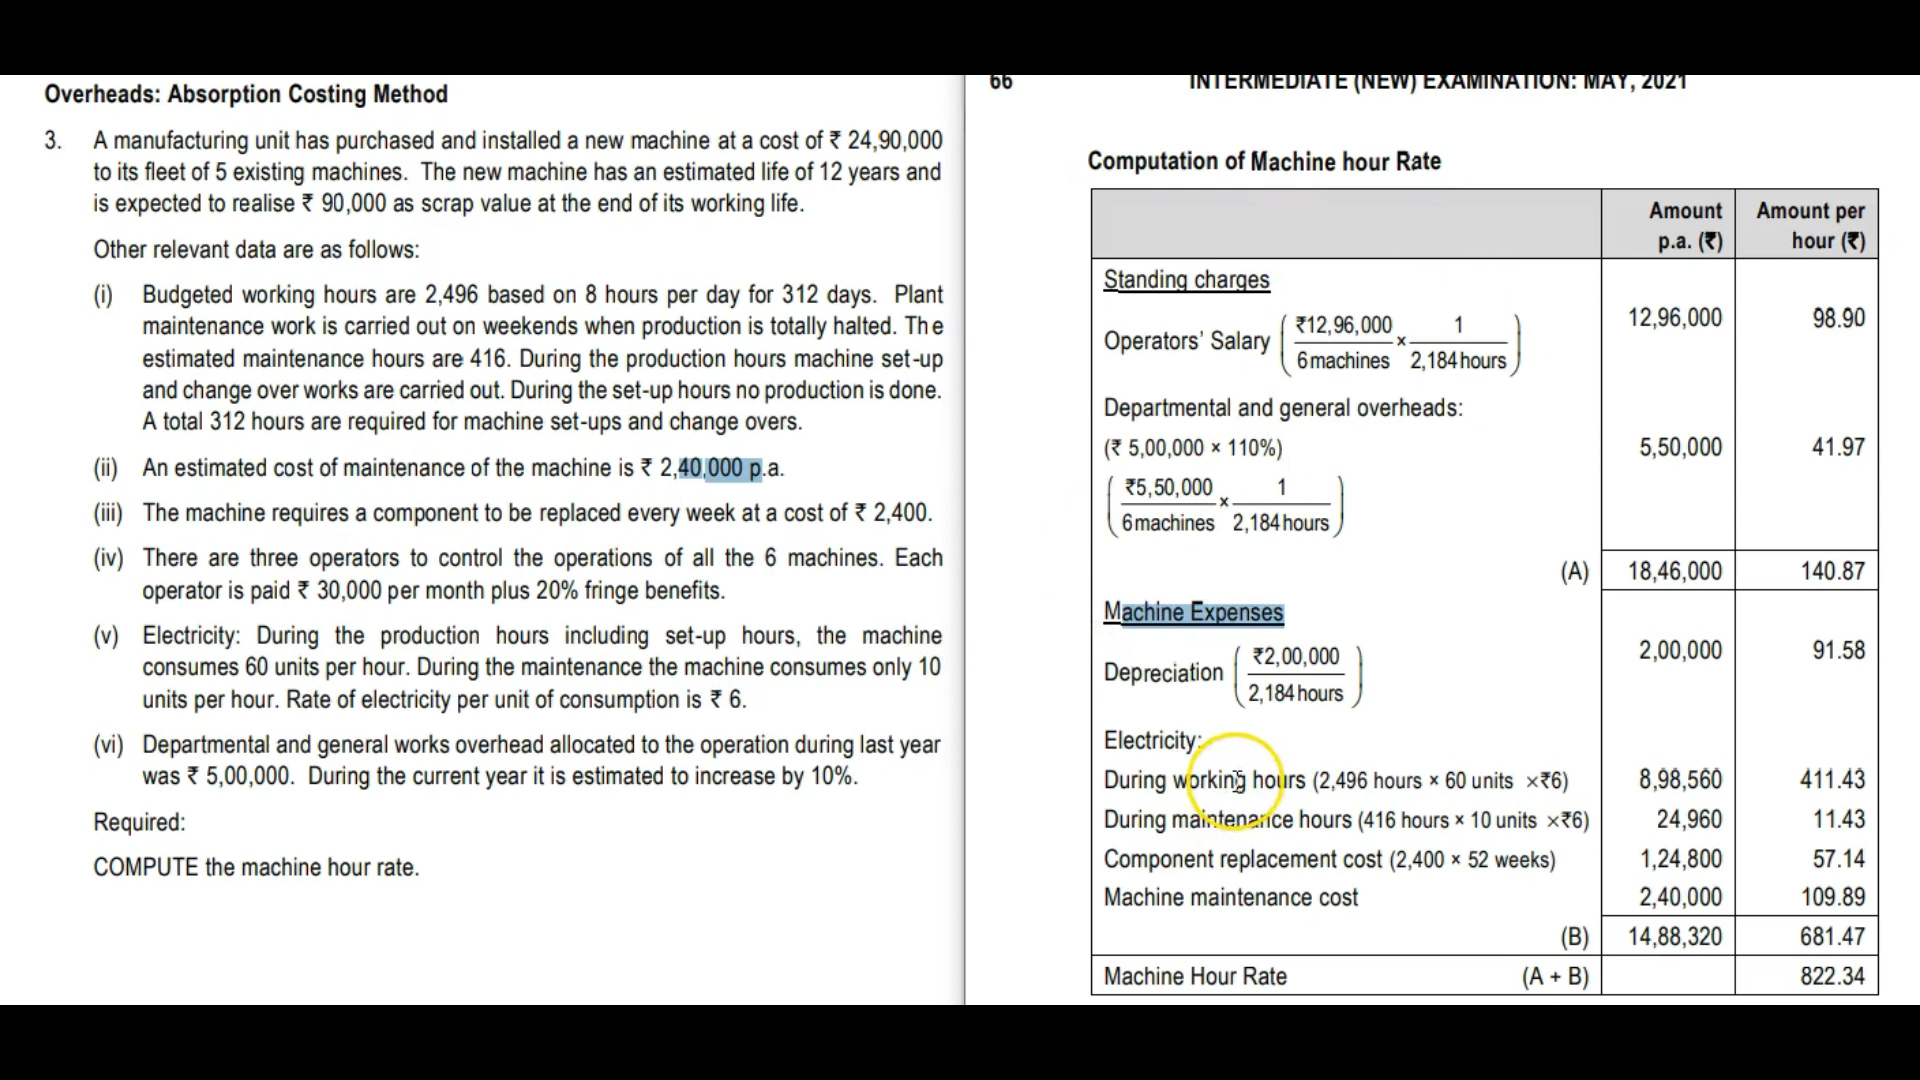 Overheads: Absorption Costing Method
3. A manufacturing unit has purchased and installed a new machine at a cost of ₹ 24,90,000
to its fleet of 5 existing machines. The new machine has an estimated life of 12 years and
is expected to realise ₹ 90,000 as scrap value at the end of its working life.
Other relevant data are as follows:
(i) Budgeted working hours are 2,496 based on 8 hours per day for 312 days. Plant
maintenance work is carried out on weekends when production is totally halted. The
estimated maintenance hours are 416. During the production hours machine set-up
and change over works are carried out. During the set-up hours no production is done.
A total 312 hours are required for machine set-ups and change overs.
(ii) An estimated cost of maintenance of the machine is ₹ 2,40,000 p.a.
(iii) The machine requires a component to be replaced every week at a cost of ₹ 2,400.
(iv) There are three operators to control the operations of all the 6 machines. Each
operator is paid ₹ 30,000 per month plus 20% fringe benefits.
(v) Electricity: During the production hours including set-up hours, the machine
consumes 60 units per hour. During the maintenance the machine consumes only 10
units per hour. Rate of electricity per unit of consumption is ₹ 6.
(vi) Departmental and general works overhead allocated to the operation during last year
was ₹ 5,00,000. During the current year it is estimated to increase by 10%.
Required:
COMPUTE the machine hour rate.
66 INTERMEDIATE (NEW) EXAMINATION: MAY, 2021
Computation of Machine hour Rate
Amount Amount per
p.a. (₹) hour (₹)
Standing charges
Operators' Salary (₹12,96,000 / 6 machines × 1 / 2,184 hours) 12,96,000 98.90
Departmental and general overheads:
(₹ 5,00,000 × 110%) 5,50,000 41.97
(₹5,50,000 / 6 machines × 1 / 2,184 hours)
(A) 18,46,000 140.87
Machine Expenses
Depreciation (₹2,00,000 / 2,184 hours) 2,00,000 91.58
Electricity:
During working hours (2,496 hours × 60 units ×₹6) 8,98,560 411.43
During maintenance hours (416 hours × 10 units ×₹6) 24,960 11.43
Component replacement cost (2,400 × 52 weeks) 1,24,800 57.14
Machine maintenance cost 2,40,000 109.89
(B) 14,88,320 681.47
Machine Hour Rate (A + B) 822.34